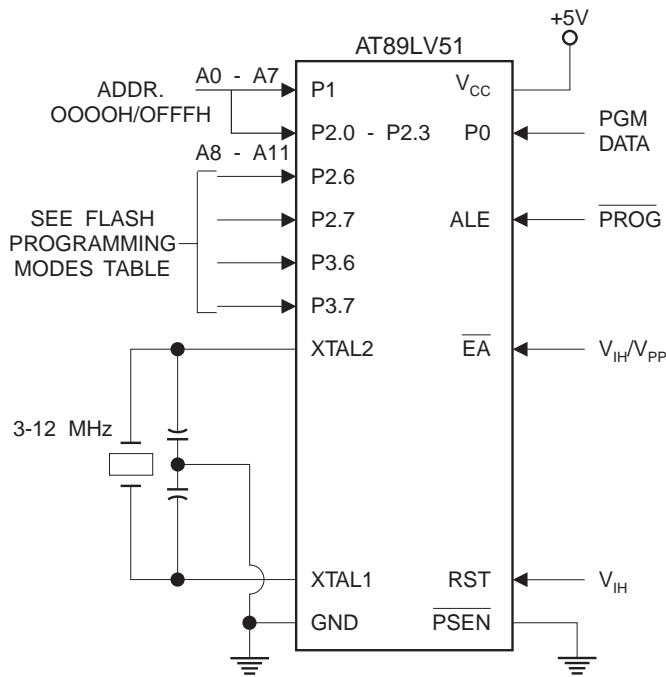 +5V
AT89LV51
A0 - A7
ADDR.
OOOOH/OFFFH
P1
VCC
P2.0 - P2.3
P0
PGM
DATA
A8 - A11
P2.6
SEE FLASH
PROGRAMMING
MODES TABLE
P2.7
ALE
PROG
P3.6
P3.7
XTAL2
EA
VIH/VPP
3-12 MHz
XTAL1
RST
VIH
GND
PSEN